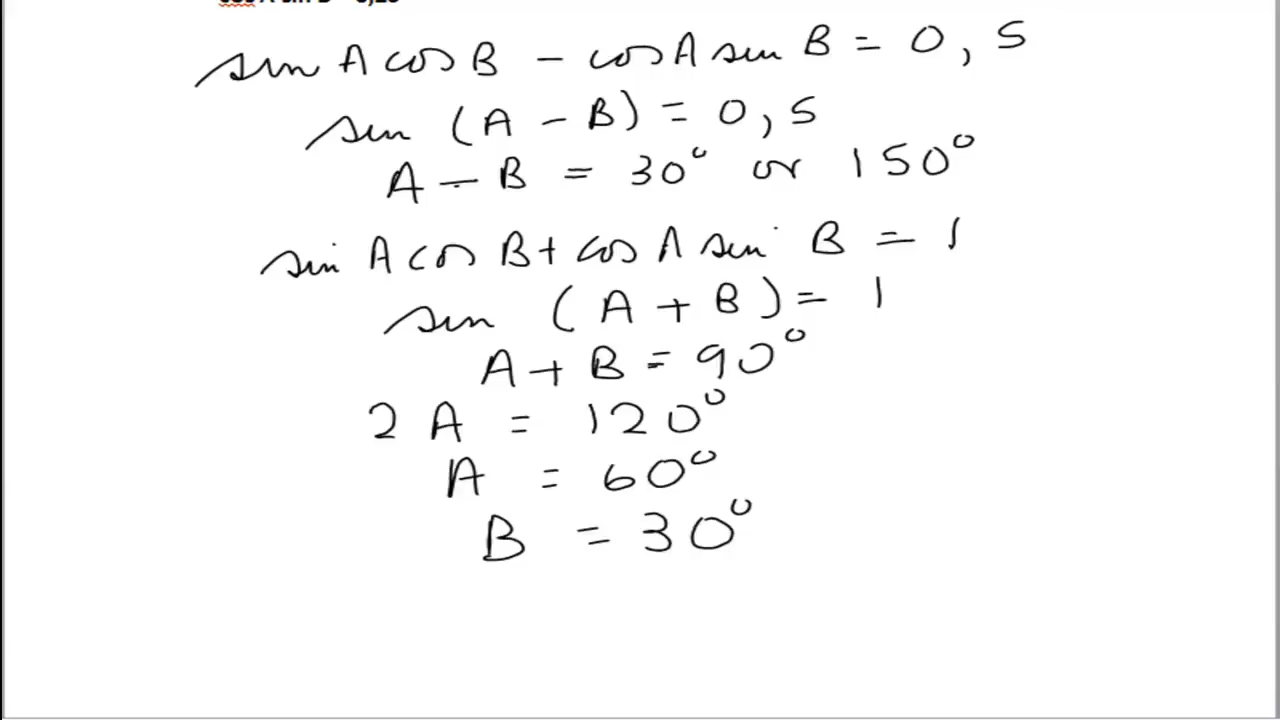 sin A cos B - cos A sin B = 0,5
sin (A - B) = 0,5
A - B = 30° or 150°
sin A cos B + cos A sin B = 1
sin (A + B) = 1
A + B = 90°
2 A = 120°
A = 60°
B = 30°